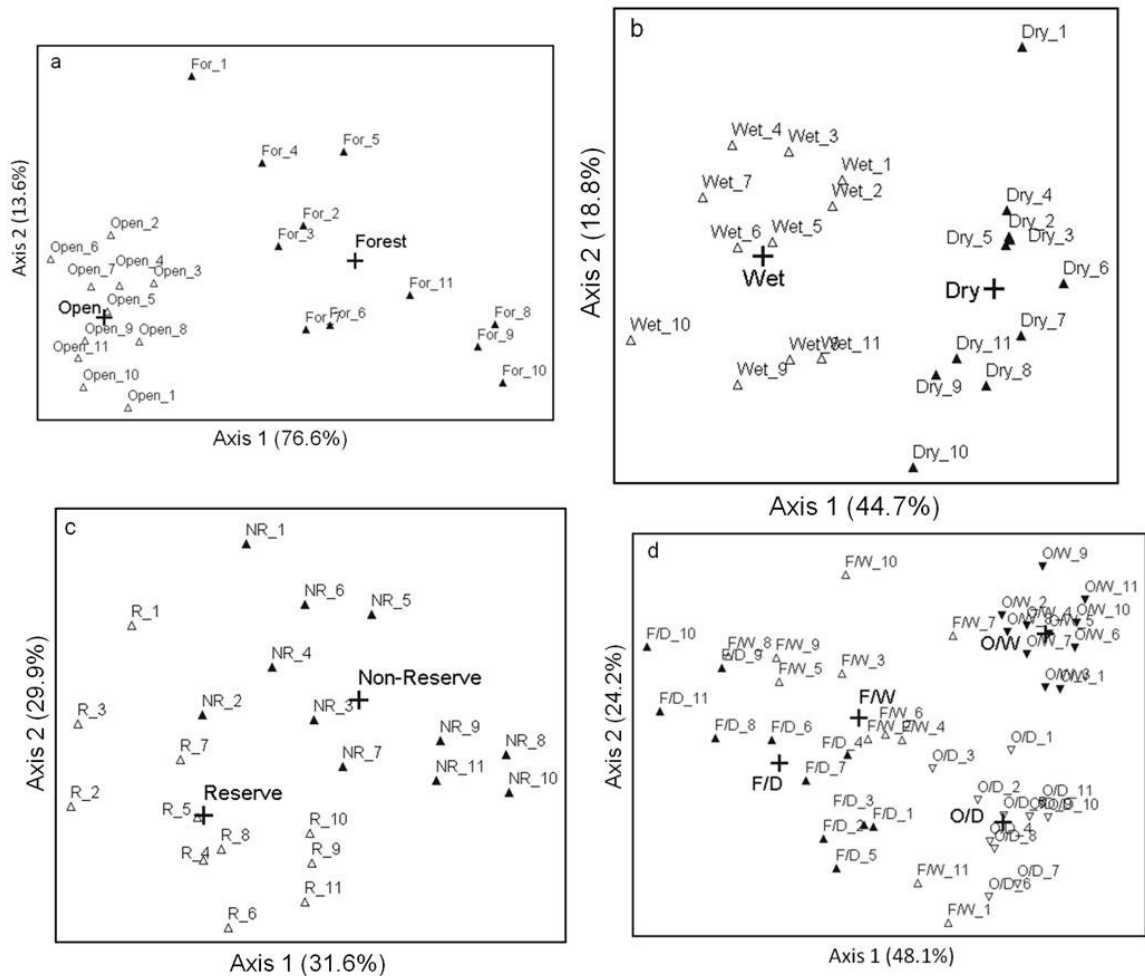 a
For_1
For_5
For_4
For_2
For_3
Forest
Open_2
Open_6
Open_7
Open_4
Open_3
Open_5
Open
Open_9
Open_8
Open_11
Open_10
Open_1
For_11
For_7
For_6
For_8
For_9
For_10
Axis 2 (13.6%)
Axis 1 (76.6%)
b
Dry_1
Wet_4
Wet_3
Wet_1
Wet_7
Wet_2
Wet_6
Wet_5
Wet
Dry_4
Dry_2
Dry_5
Dry_3
Dry_6
Dry
Dry_7
Wet_10
Wet_11
Wet_9
Dry_11
Dry_9
Dry_8
Dry_10
Axis 2 (18.8%)
Axis 1 (44.7%)
c
NR_1
R_1
NR_6
NR_5
NR_4
Non-Reserve
R_3
NR_2
NR_3
R_7
NR_9
NR_8
NR_7
NR_11
NR_10
R_2
Reserve
R_5
R_10
R_8
R_4
R_9
R_11
R_6
Axis 2 (29.9%)
Axis 1 (31.6%)
d
O/W_9
F/W_10
O/W_11
O/W_2
O/W_4
O/W_10
O/W_5
F/W_7
O/W
O/W_7
O/W_6
F/D_10
F/W_8
F/W_9
F/D_9
F/W_5
F/W_3
O/W_1
F/D_11
F/W
F/W_6
F/D_8
F/D_6
F/W_4
F/D_4
O/D_1
O/D_3
F/D
F/D_7
O/D_2
O/D_11
F/D_3
F/D_1
O/D_10
O/D
F/D_2
O/D_4
O/D_8
F/D_5
F/W_11
O/D_7
O/D_6
F/W_1
Axis 2 (24.2%)
Axis 1 (48.1%)